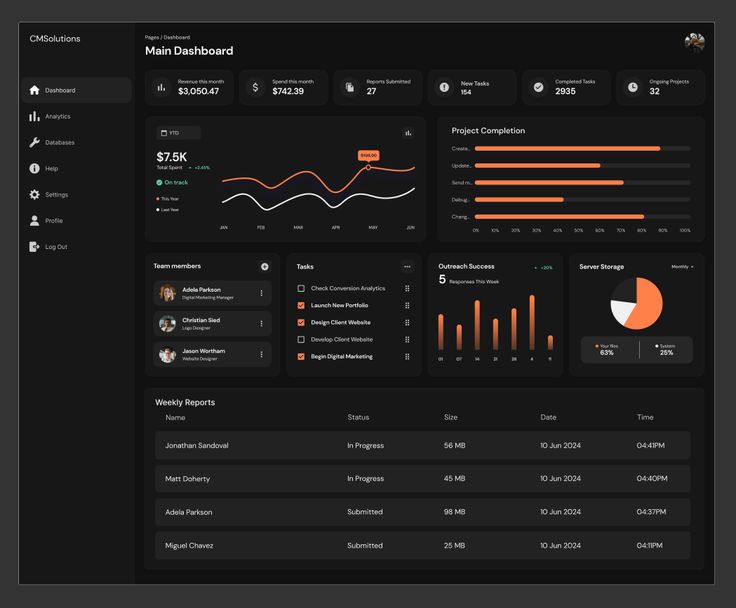 CMSolutions
Dashboard
Analytics
Databases
Help
Settings
Profile
Log Out
Pages / Dashboard
Main Dashboard
Revenue this month
$3,050.47
Spend this month
$742.39
Reports Submitted
27
New Tasks
154
Completed Tasks
2935
Ongoing Projects
32
YTD
$7.5K
Total Spent
+2.45%
On track
This Year
Last Year
JAN FEB MAR APR MAY JUN
Project Completion
Create...
Update...
Send m...
Debug...
Chang...
0% 10% 20% 30% 40% 50% 60% 70% 80% 90% 100%
Team members
Adela Parkson
Digital Marketing Manager
Christian Sied
Logo Designer
Jason Wortham
Website Designer
Tasks
Check Conversion Analytics
Launch New Portfolio
Design Client Website
Develop Client Website
Begin Digital Marketing
Outreach Success
+20%
5 Responses This Week
01 07 14 21 28 4 11
Server Storage
Monthly
Your files
63%
System
25%
Weekly Reports
Name Status Size Date Time
Jonathan Sandoval In Progress 56 MB 10 Jun 2024 04:41PM
Matt Doherty In Progress 45 MB 10 Jun 2024 04:40PM
Adela Parkson Submitted 98 MB 10 Jun 2024 04:37PM
Miguel Chavez Submitted 25 MB 10 Jun 2024 04:11PM